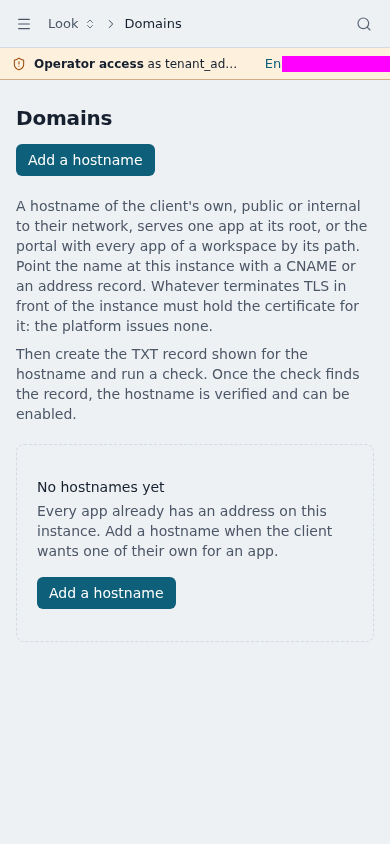 Look Domains
Operator access as tenant_ad… En
Domains
Add a hostname
A hostname of the client's own, public or internal
to their network, serves one app at its root, or the
portal with every app of a workspace by its path.
Point the name at this instance with a CNAME or
an address record. Whatever terminates TLS in
front of the instance must hold the certificate for
it: the platform issues none.
Then create the TXT record shown for the
hostname and run a check. Once the check finds
the record, the hostname is verified and can be
enabled.
No hostnames yet
Every app already has an address on this
instance. Add a hostname when the client
wants one of their own for an app.
Add a hostname